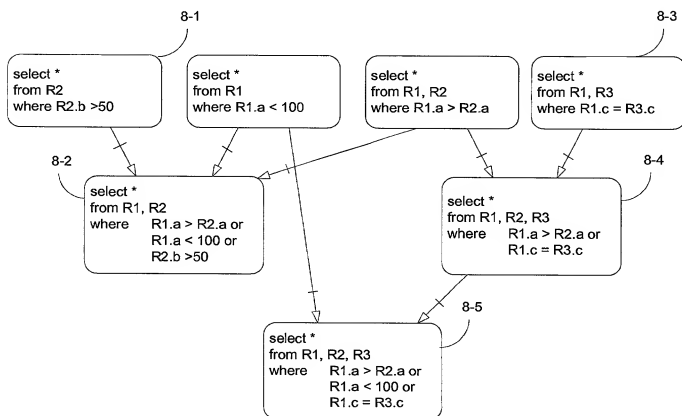 8-1
8-3
select *
from R2
where R2.b >50
select *
from R1
where R1.a < 100
select *
from R1, R2
where R1.a > R2.a
select *
from R1, R3
where R1.c = R3.c
8-2
select *
from R1, R2
where R1.a > R2.a or
R1.a < 100 or
R2.b >50
8-4
select *
from R1, R2, R3
where R1.a > R2.a or
R1.c = R3.c
8-5
select *
from R1, R2, R3
where R1.a > R2.a or
R1.a < 100 or
R1.c = R3.c